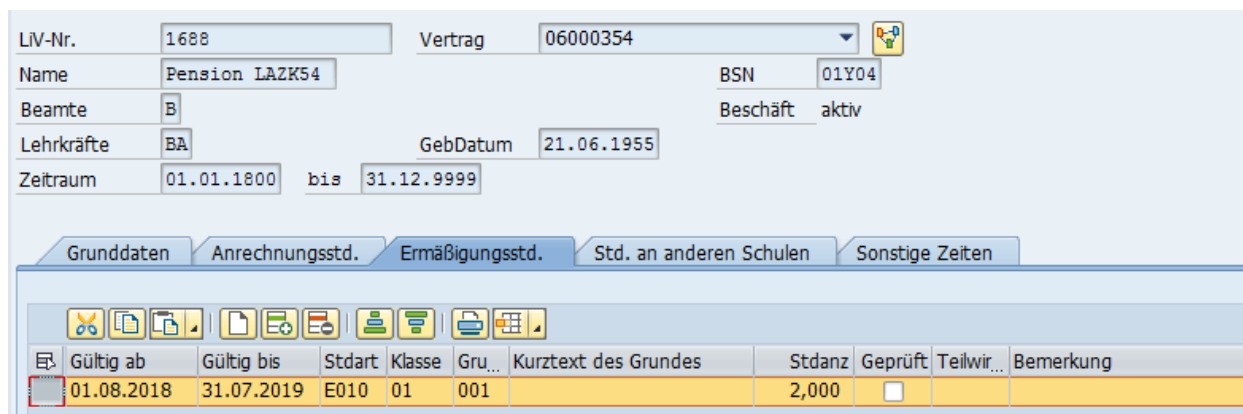 LiV-Nr. 1688 Vertrag 06000354
Name Pension LAZK54 BSN 01Y04
Beamte B Beschäft aktiv
Lehrkräfte BA GebDatum 21.06.1955
Zeitraum 01.01.1800 bis 31.12.9999
Grunddaten Anrechnungsstd. Ermäßigungsstd. Std. an anderen Schulen Sonstige Zeiten
Gültig ab Gültig bis Stdart Klasse Gru... Kurztext des Grundes Stdanz Geprüft Teilwir... Bemerkung
01.08.2018 31.07.2019 E010 01 001 2,000